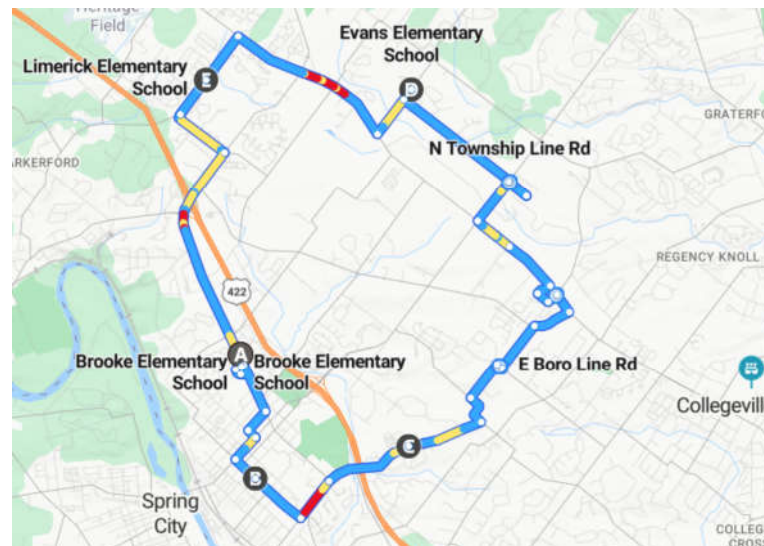 Heritage
Field
Evans Elementary
School
Limerick Elementary
School
E
D
GRATERFO
N Township Line Rd
ARKERFORD
REGENCY KNOLL
422
A
Brooke Elementary
School
Brooke Elementary
School
E Boro Line Rd
Collegevill
C
B
Spring
City
COLLEG
CROSS